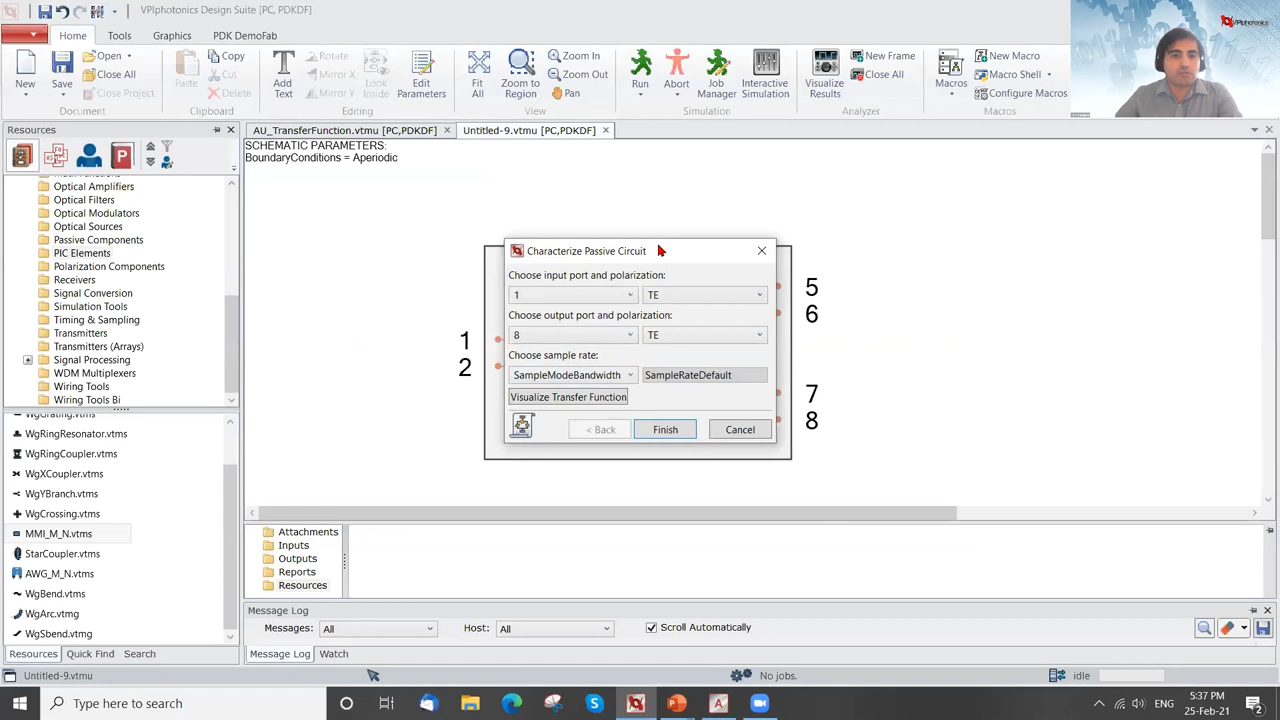 VPIphotonics Design Suite [PC, PDKDF]
VPIphotonics
Home
Tools
Graphics
PDK DemoFab
New
Save
Open
Close All
Close Project
Document
Paste
Copy
Cut
Delete
Clipboard
Add Text
Rotate
Mirror X
Mirror X
Look Inside
Edit Parameters
Editing
Fit All
Zoom to Region
Zoom In
Zoom Out
Pan
View
Run
Abort
Job Manager
Interactive Simulation
Simulation
Visualize Results
New Frame
Close All
Analyzer
Macros
New Macro
Macro Shell
Configure Macros
Macros
Resources
AU_TransferFunction.vtmu [PC,PDKDF]
Untitled-9.vtmu [PC,PDKDF]
SCHEMATIC PARAMETERS:
BoundaryConditions = Aperiodic
Optical Amplifiers
Optical Filters
Optical Modulators
Optical Sources
Passive Components
PIC Elements
Polarization Components
Receivers
Signal Conversion
Simulation Tools
Timing & Sampling
Transmitters
Transmitters (Arrays)
Signal Processing
WDM Multiplexers
Wiring Tools
Wiring Tools Bi
WgRingResonator.vtms
WgRingCoupler.vtms
WgXCoupler.vtms
WgYBranch.vtms
WgCrossing.vtms
MMI_M_N.vtms
StarCoupler.vtms
AWG_M_N.vtms
WgBend.vtms
WgArc.vtmg
WgSbend.vtmg
Resources
Quick Find
Search
1
2
5
6
7
8
Characterize Passive Circuit
Choose input port and polarization:
1
TE
Choose output port and polarization:
8
TE
Choose sample rate:
SampleModeBandwidth
SampleRateDefault
Visualize Transfer Function
< Back
Finish
Cancel
Attachments
Inputs
Outputs
Reports
Resources
Message Log
Messages:
All
Host:
All
Scroll Automatically
Message Log
Watch
Untitled-9.vtmu
No jobs.
idle
Type here to search
ENG
5:37 PM
25-Feb-21
2